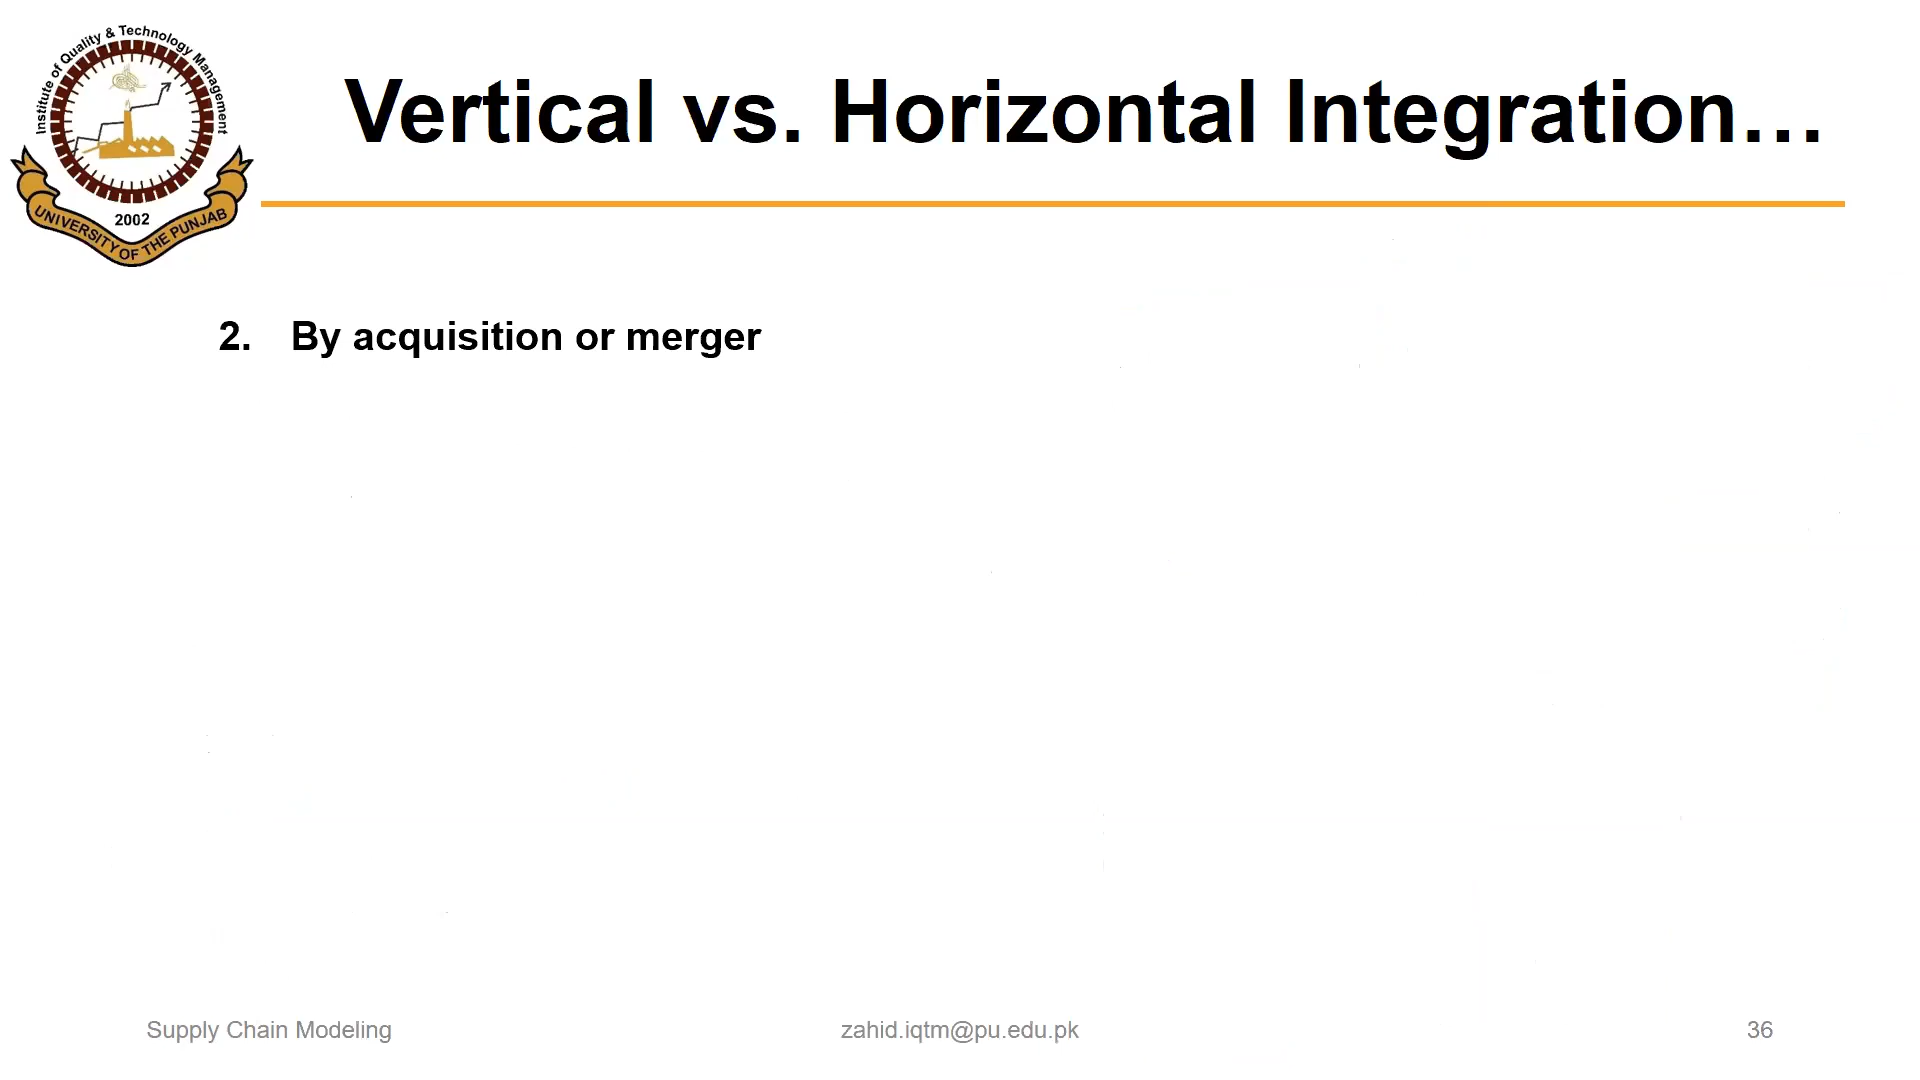 Institute of Quality & Technology Management
2002
UNIVERSITY OF THE PUNJAB
Vertical vs. Horizontal Integration…
2. By acquisition or merger
Supply Chain Modeling
zahid.iqtm@pu.edu.pk
36